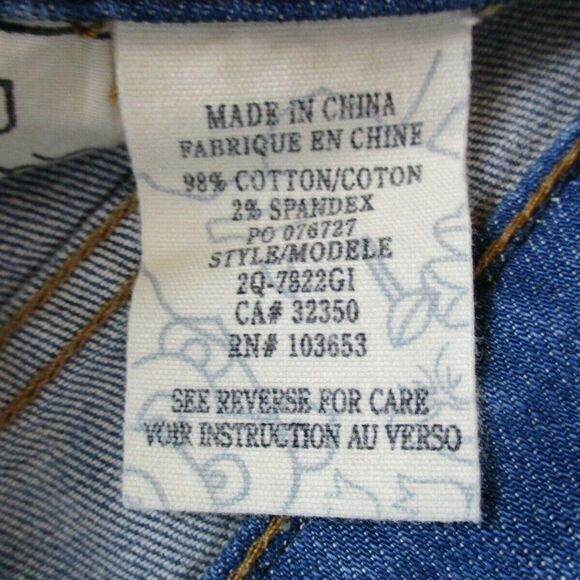 MADE IN CHINA
FABRIQUE EN CHINE
98% COTTON/COTON
2% SPANDEX
PO 076727
STYLE/MODELE
2Q-7822GI
CA# 32350
RN# 103653
SEE REVERSE FOR CARE
VOIR INSTRUCTION AU VERSO